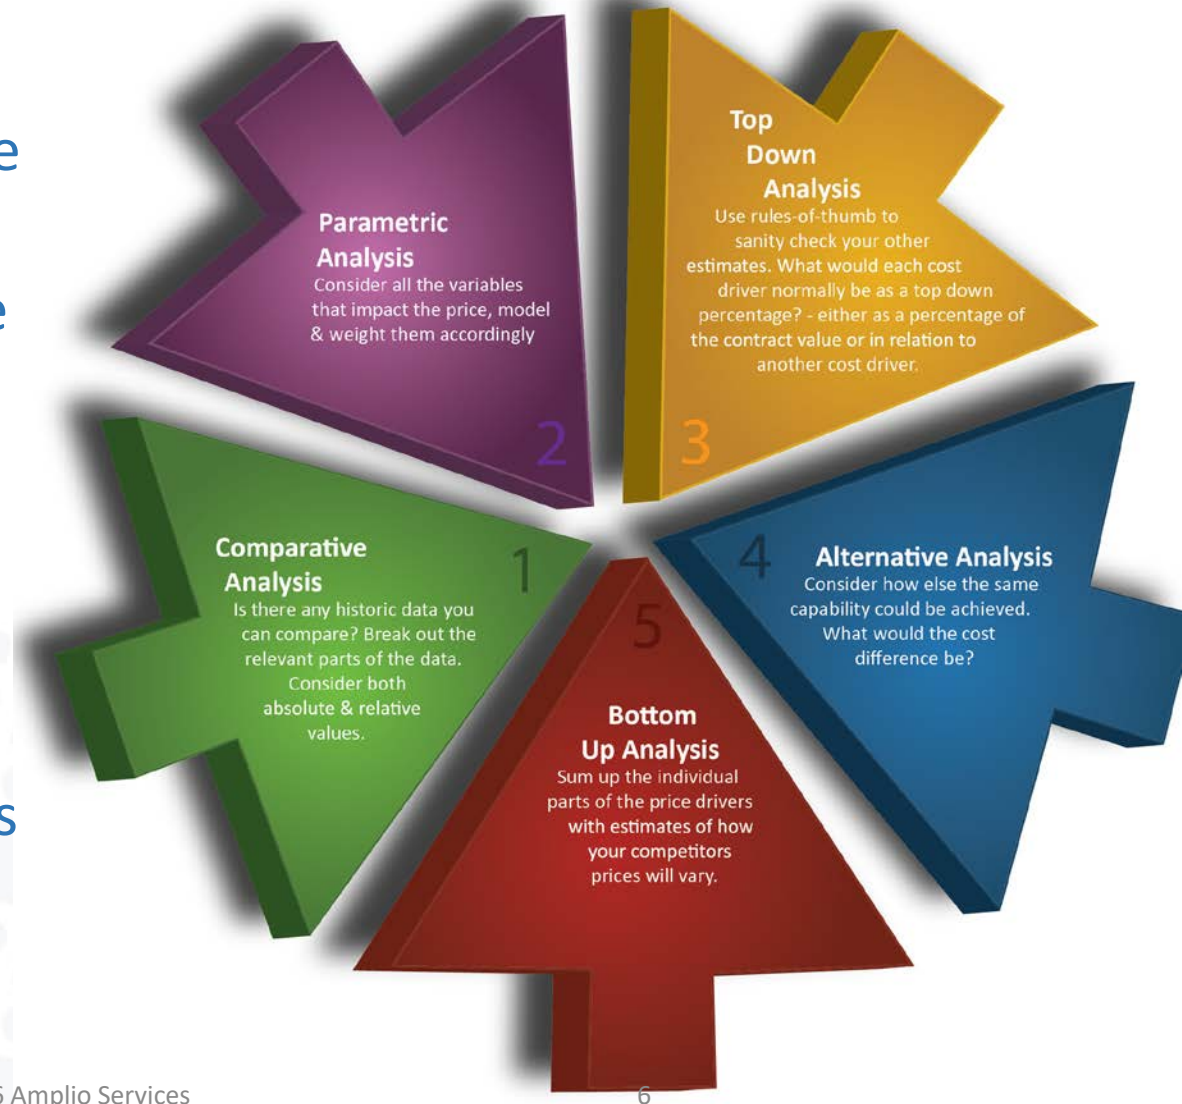 e
e
s
Parametric
Analysis
Consider all the variables
that impact the price, model
& weight them accordingly
2
Top
Down
Analysis
Use rules-of-thumb to
sanity check your other
estimates. What would each cost
driver normally be as a top down
percentage? - either as a percentage of
the contract value or in relation to
another cost driver.
3
Comparative
Analysis
1
Is there any historic data you
can compare? Break out the
relevant parts of the data.
Consider both
absolute & relative
values.
4
Alternative Analysis
Consider how else the same
capability could be achieved.
What would the cost
difference be?
5
Bottom
Up Analysis
Sum up the individual
parts of the price drivers
with estimates of how
your competitors
prices will vary.
Amplio Services
6